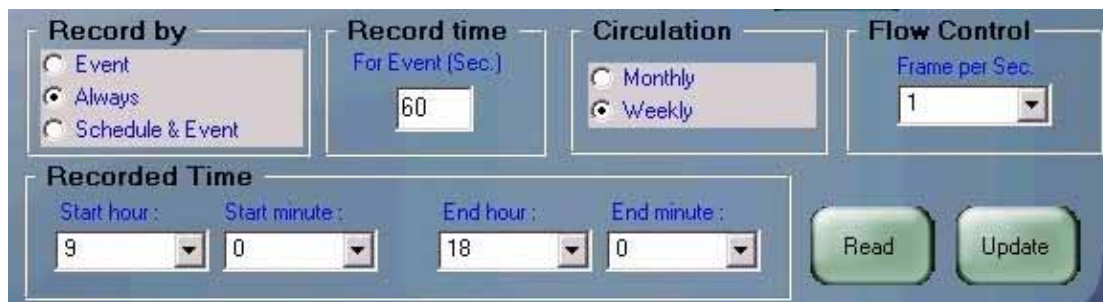 Record by
Event
Always
Schedule & Event
Record time
For Event (Sec.)
60
Circulation
Monthly
Weekly
Flow Control
Frame per Sec.
1
Recorded Time
Start hour : Start minute : End hour : End minute :
9 0 18 0
Read Update